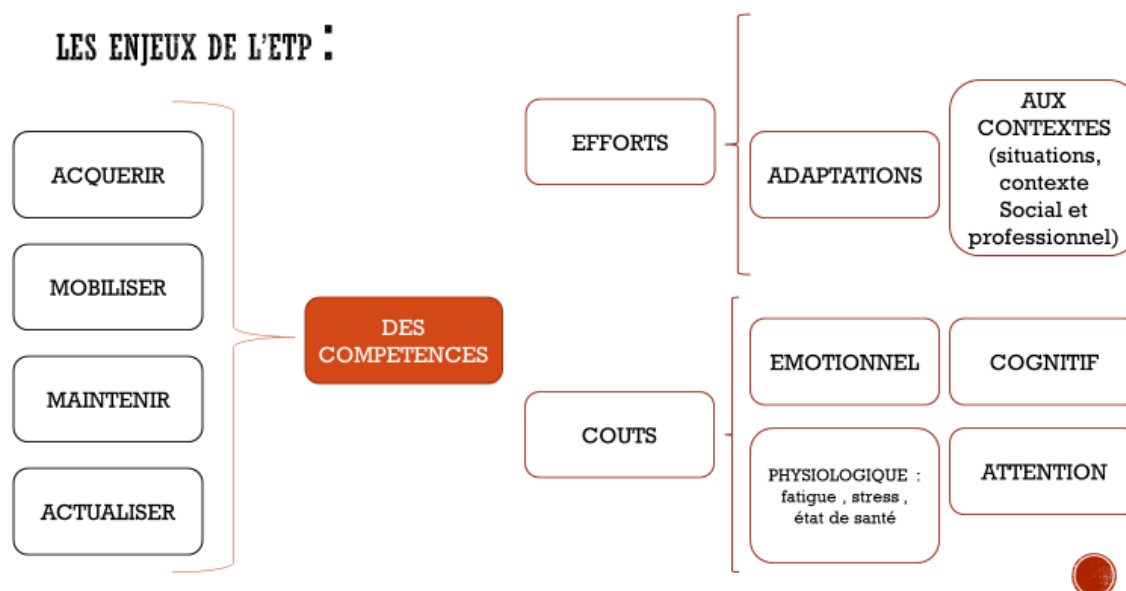 LES ENJEUX DE L'ETP :
ACQUERIR
MOBILISER
MAINTENIR
ACTUALISER
DES
COMPETENCES
EFFORTS
ADAPTATIONS
AUX
CONTEXTES
(situations,
contexte
Social et
professionnel)
COUTS
EMOTIONNEL
COGNITIF
PHYSIOLOGIQUE :
fatigue , stress ,
état de santé
ATTENTION